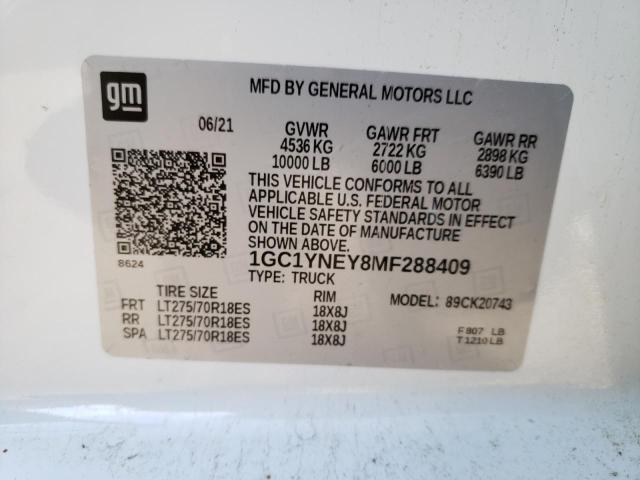 gm
MFD BY GENERAL MOTORS LLC
06/21 GVWR GAWR FRT GAWR RR
4536 KG 2722 KG 2898 KG
10000 LB 6000 LB 6390 LB
THIS VEHICLE CONFORMS TO ALL
APPLICABLE U.S. FEDERAL MOTOR
VEHICLE SAFETY STANDARDS IN EFFECT
ON THE DATE OF MANUFACTURE
SHOWN ABOVE.
8624 1GC1YNEY8MF288409
TYPE: TRUCK
TIRE SIZE RIM MODEL: 89CK20743
FRT LT275/70R18ES 18X8J
RR LT275/70R18ES 18X8J
SPA LT275/70R18ES 18X8J
F 807 LB
T 1210 LB